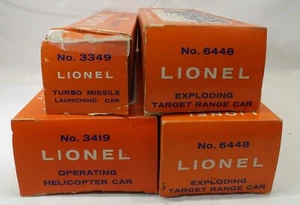 No. 3349
LIONEL
TURBO MISSILE
LAUNCHING CAR
No. 6448
LIONEL
EXPLODING
TARGET RANGE CAR
No. 3419
LIONEL
OPERATING
HELICOPTER CAR
No. 6448
LIONEL
EXPLODING
TARGET RANGE CAR